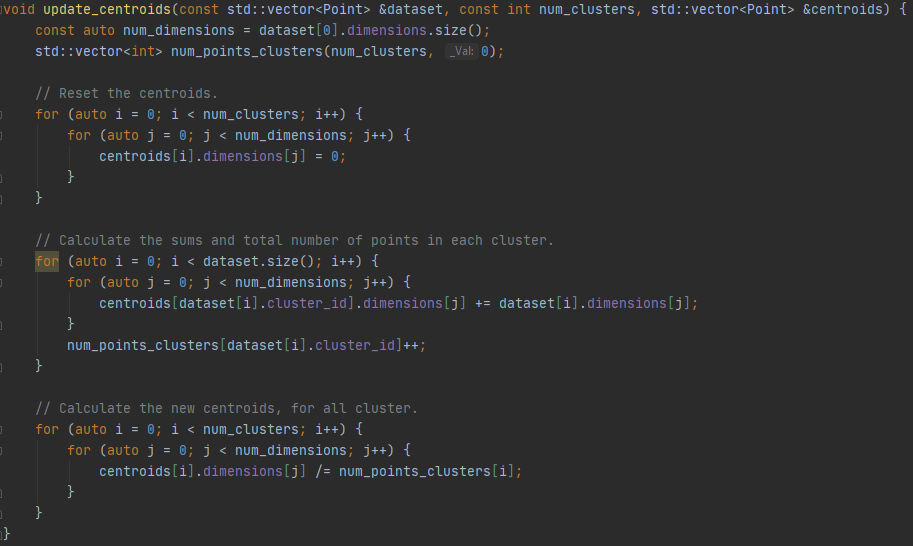 void update_centroids(const std::vector<Point> &dataset, const int num_clusters, std::vector<Point> &centroids) {
    const auto num_dimensions = dataset[0].dimensions.size();
    std::vector<int> num_points_clusters(num_clusters, _Val: 0);

    // Reset the centroids.
    for (auto i = 0; i < num_clusters; i++) {
        for (auto j = 0; j < num_dimensions; j++) {
            centroids[i].dimensions[j] = 0;
        }
    }

    // Calculate the sums and total number of points in each cluster.
    for (auto i = 0; i < dataset.size(); i++) {
        for (auto j = 0; j < num_dimensions; j++) {
            centroids[dataset[i].cluster_id].dimensions[j] += dataset[i].dimensions[j];
        }
        num_points_clusters[dataset[i].cluster_id]++;
    }

    // Calculate the new centroids, for all cluster.
    for (auto i = 0; i < num_clusters; i++) {
        for (auto j = 0; j < num_dimensions; j++) {
            centroids[i].dimensions[j] /= num_points_clusters[i];
        }
    }
}